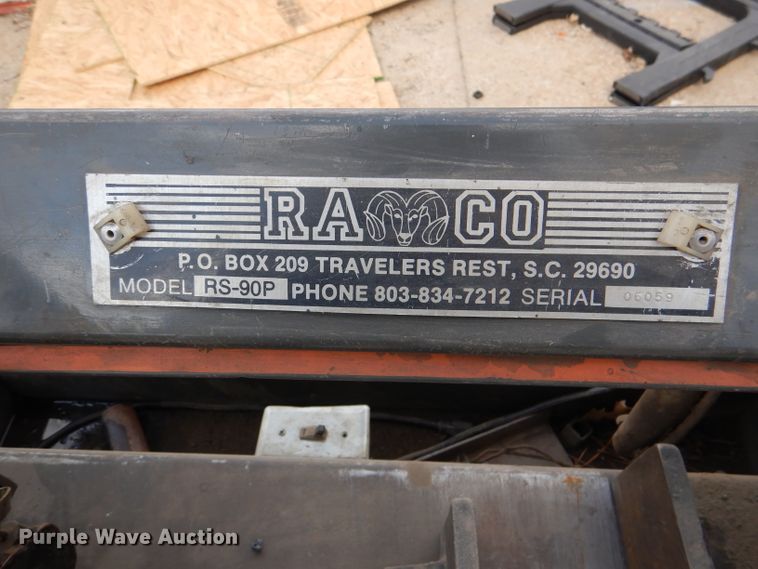 RAMCO
P.O. BOX 209 TRAVELERS REST, S.C. 29690
MODEL RS-90P PHONE 803-834-7212 SERIAL 06059
Purple Wave Auction